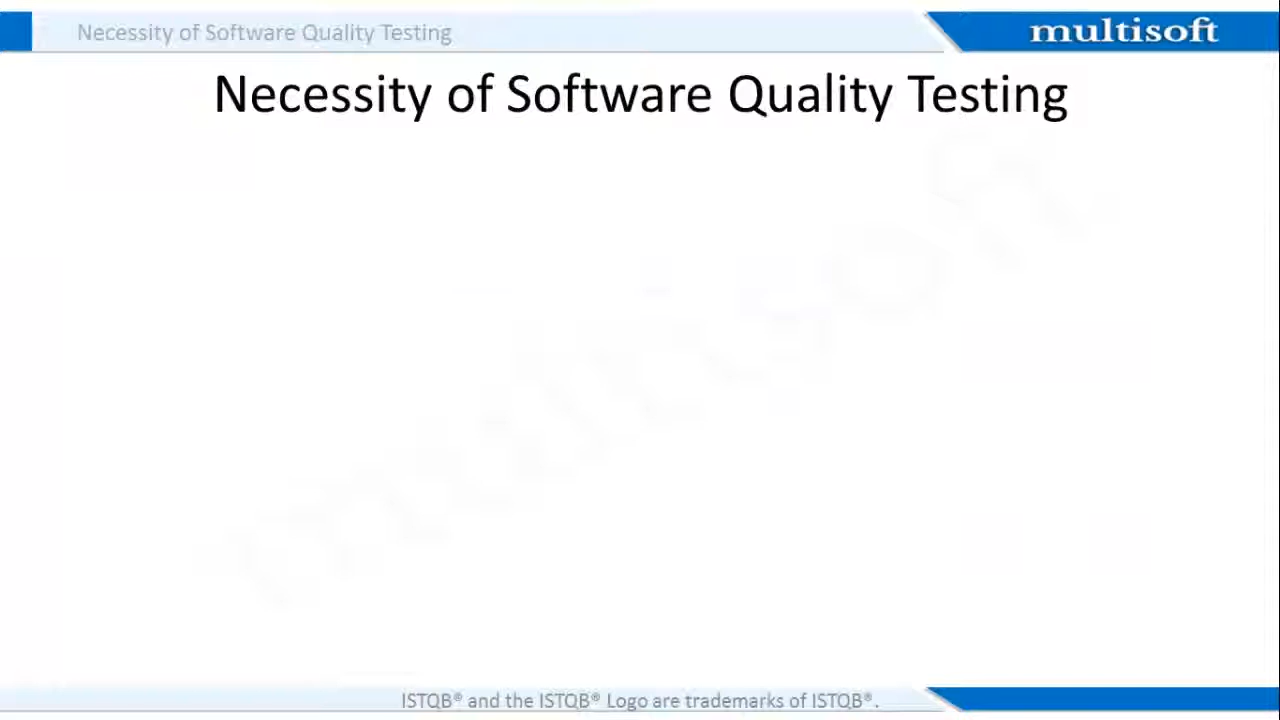 Necessity of Software Quality Testing
multisoft
Necessity of Software Quality Testing
multisoft
ISTQB® and the ISTQB® Logo are trademarks of ISTQB®.